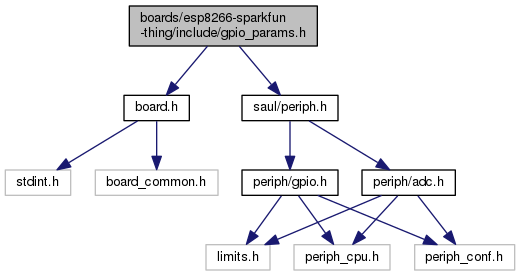 boards/esp8266-sparkfun
-thing/include/gpio_params.h
board.h
saul/periph.h
stdint.h
board_common.h
periph/gpio.h
periph/adc.h
limits.h
periph_cpu.h
periph_conf.h